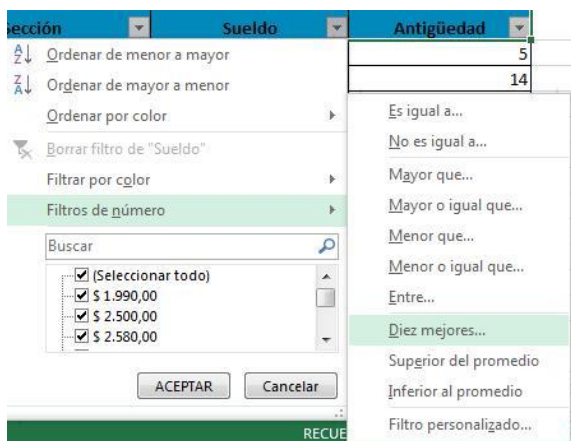 Sección Sueldo Antigüedad
5
14
Ordenar de menor a mayor
Ordenar de mayor a menor
Ordenar por color
Borrar filtro de "Sueldo"
Filtrar por color
Filtros de número
Buscar
(Seleccionar todo)
$ 1.990,00
$ 2.500,00
$ 2.580,00
ACEPTAR Cancelar
Es igual a...
No es igual a...
Mayor que...
Mayor o igual que...
Menor que...
Menor o igual que...
Entre...
Diez mejores...
Superior del promedio
Inferior al promedio
Filtro personalizado...
RECUE